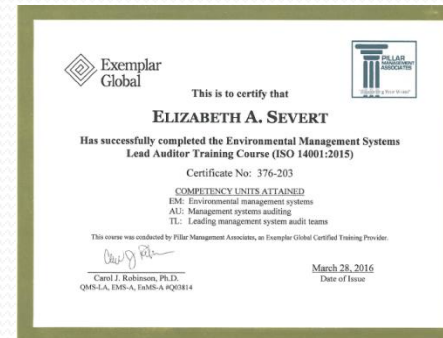 Exemplar
Global
PILLAR
MANAGEMENT
ASSOCIATES
This is to certify that
ELIZABETH A. SEVERT
Has successfully completed the Environmental Management Systems
Lead Auditor Training Course (ISO 14001:2015)
Certificate No: 376-203
COMPETENCY UNITS ATTAINED
EM: Environmental management systems
AU: Management systems auditing
TL: Leading management system audit teams
This course was conducted by Pillar Management Associates, an Exemplar Global Certified Training Provider.
Carol J. Robinson, Ph.D.
QMS-LA, EMS-A, EnMS-A #Q03814
March 28, 2016
Date of Issue